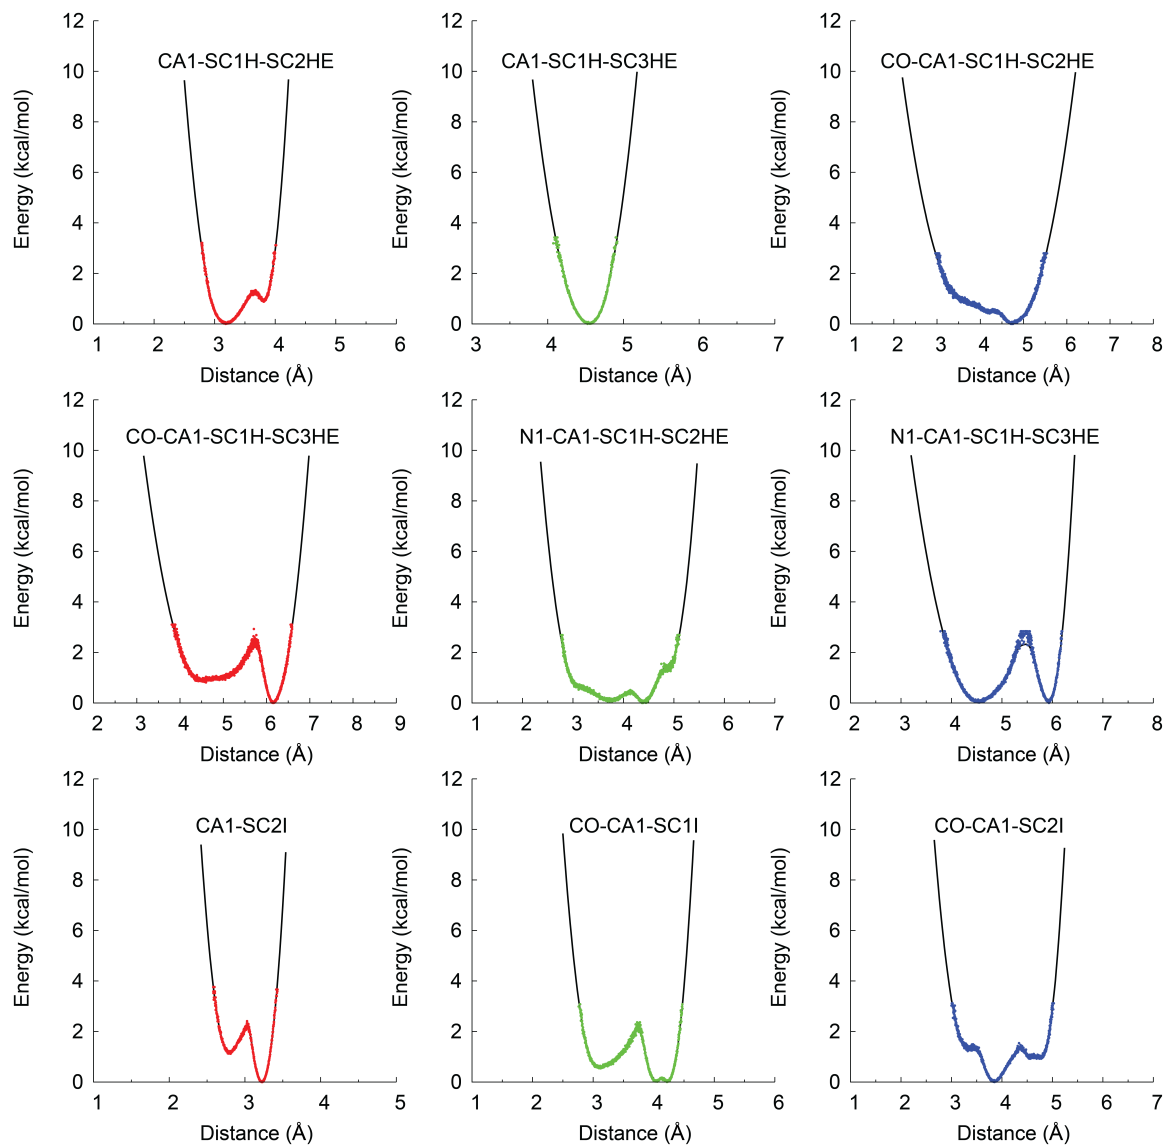 12
10
8
6
4
2
0
Energy (kcal/mol)
CA1-SC1H-SC2HE
1 2 3 4 5 6
Distance (Å)
12
10
8
6
4
2
0
Energy (kcal/mol)
CA1-SC1H-SC3HE
3 4 5 6 7
Distance (Å)
12
10
8
6
4
2
0
Energy (kcal/mol)
CO-CA1-SC1H-SC2HE
1 2 3 4 5 6 7 8
Distance (Å)
12
10
8
6
4
2
0
Energy (kcal/mol)
CO-CA1-SC1H-SC3HE
2 3 4 5 6 7 8 9
Distance (Å)
12
10
8
6
4
2
0
Energy (kcal/mol)
N1-CA1-SC1H-SC2HE
1 2 3 4 5 6 7
Distance (Å)
12
10
8
6
4
2
0
Energy (kcal/mol)
N1-CA1-SC1H-SC3HE
2 3 4 5 6 7 8
Distance (Å)
12
10
8
6
4
2
0
Energy (kcal/mol)
CA1-SC2I
1 2 3 4 5
Distance (Å)
12
10
8
6
4
2
0
Energy (kcal/mol)
CO-CA1-SC1I
1 2 3 4 5 6
Distance (Å)
12
10
8
6
4
2
0
Energy (kcal/mol)
CO-CA1-SC2I
1 2 3 4 5 6 7
Distance (Å)